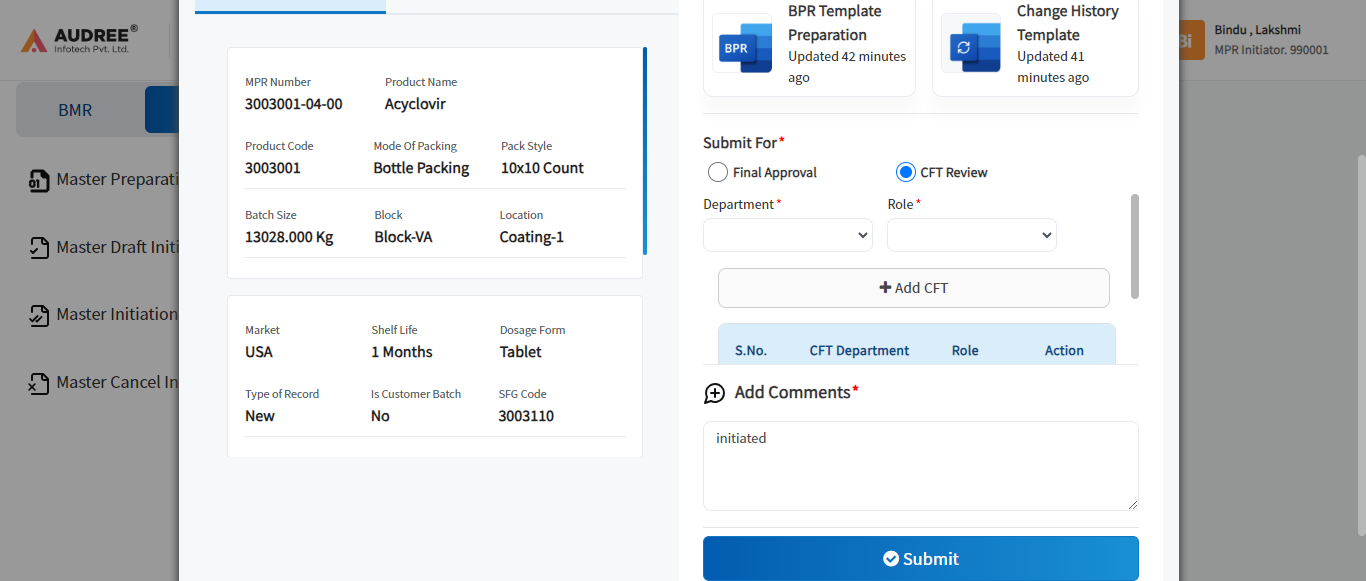 AUDREE®
Infotech Pvt. Ltd.
BMR
Master Preparati
Master Draft Initi
Master Initiation
Master Cancel In
MPR Number
Product Name
3003001-04-00
Acyclovir
Product Code
Mode Of Packing
Pack Style
3003001
Bottle Packing
10x10 Count
Batch Size
Block
Location
13028.000 Kg
Block-VA
Coating-1
Market
Shelf Life
Dosage Form
USA
1 Months
Tablet
Type of Record
Is Customer Batch
SFG Code
New
No
3003110
BPR
BPR Template
Preparation
Updated 42 minutes
ago
Change History
Template
Updated 41
minutes ago
Submit For*
Final Approval
CFT Review
Department*
Role*
+ Add CFT
S.No.
CFT Department
Role
Action
Add Comments*
initiated
Submit
Bi
Bindu , Lakshmi
MPR Initiator. 990001